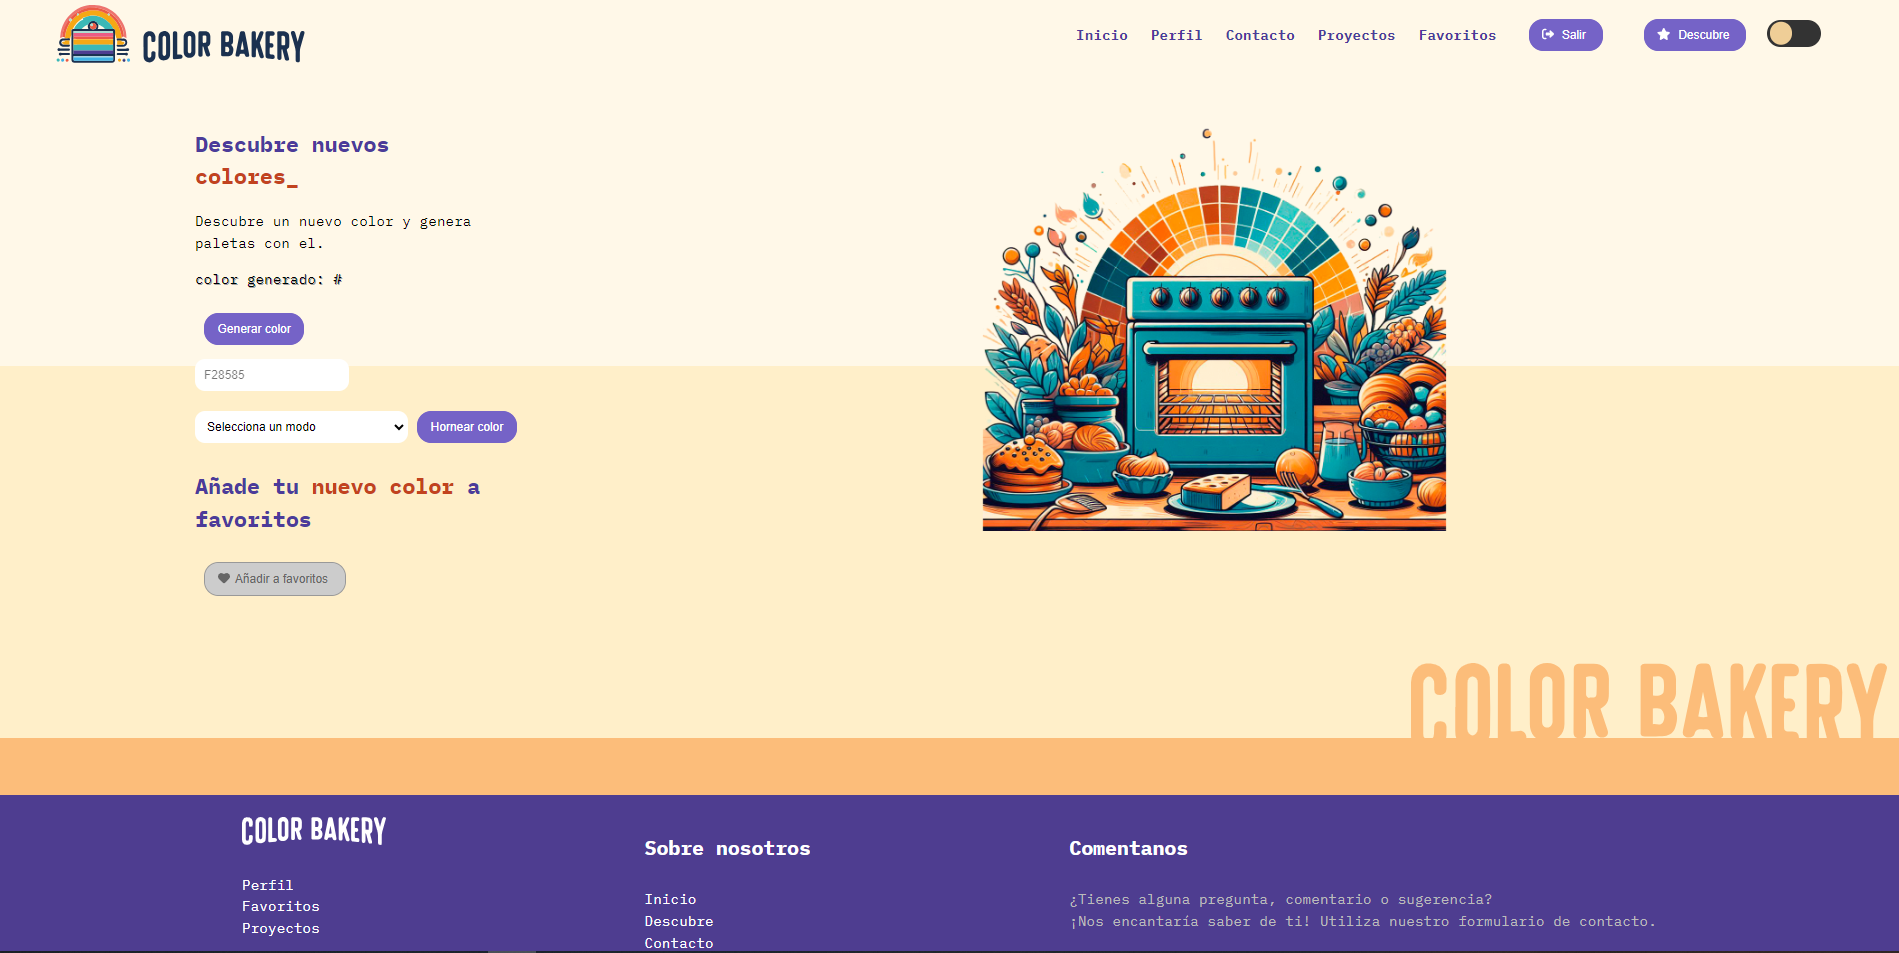 COLOR BAKERY
Inicio Perfil Contacto Proyectos Favoritos Salir Descubre
Descubre nuevos
colores_
Descubre un nuevo color y genera
paletas con el.
color generado: #
Generar color
F28585
Selecciona un modo Hornear color
Añade tu nuevo color a
favoritos
Añadir a favoritos
COLOR BAKERY
COLOR BAKERY
Perfil
Favoritos
Proyectos
Sobre nosotros
Inicio
Descubre
Contacto
Comentanos
¿Tienes alguna pregunta, comentario o sugerencia?
¡Nos encantaría saber de ti! Utiliza nuestro formulario de contacto.